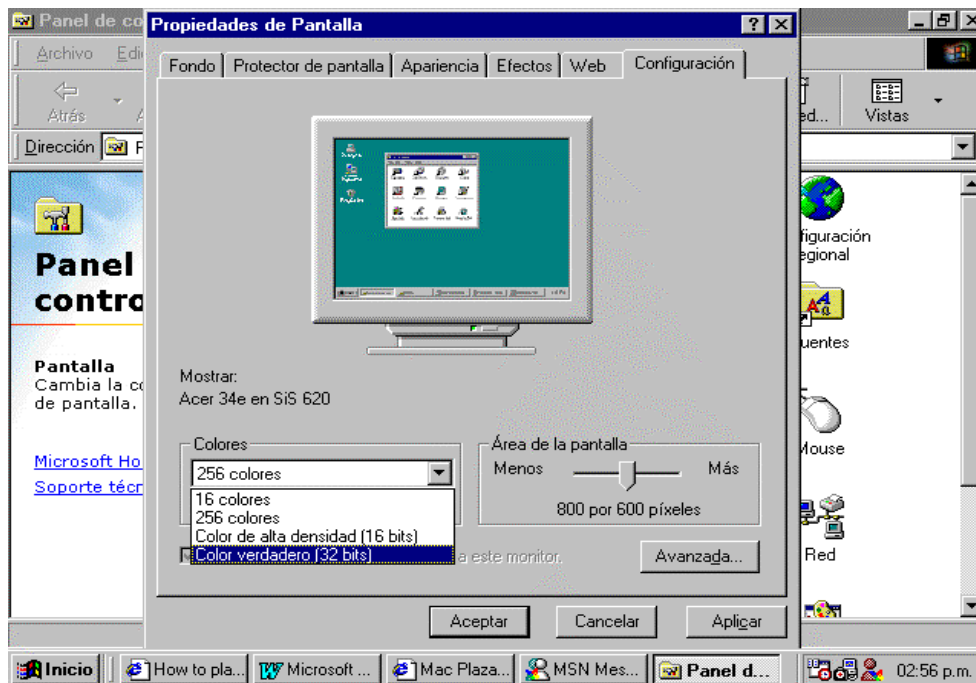 Panel de co
Propiedades de Pantalla
Archivo Edi
Fondo Protector de pantalla Apariencia Efectos Web Configuración
Atrás
ed... Vistas
Dirección
figuración
egional
Panel
contro
uentes
Pantalla
Cambia la co
de pantalla.
Mostrar:
Acer 34e en SiS 620
Mouse
Colores Área de la pantalla
Microsoft Ho
256 colores Menos Más
Soporte técr
16 colores
256 colores 800 por 600 píxeles
Color de alta densidad (16 bits)
Color verdadero (32 bits) a este monitor. Avanzada... Red
Aceptar Cancelar Aplicar
Inicio How to pla... Microsoft ... Mac Plaza... MSN Mes... Panel d... 02:56 p.m.